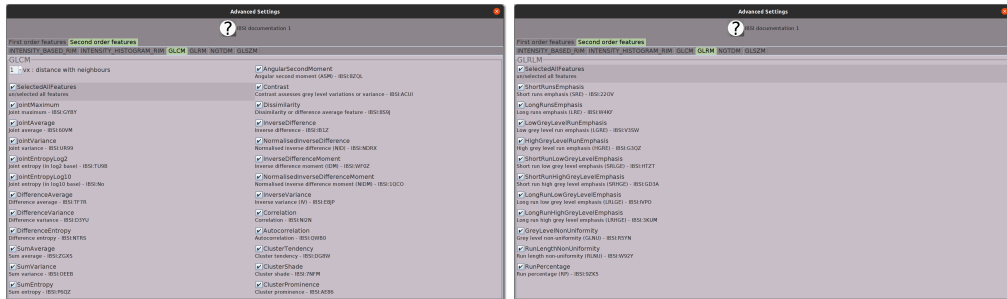 Advanced Settings
? IBSI documentation 1
First order features Second order features
INTENSITY_BASED_RIM INTENSITY_HISTOGRAM_RIM GLCM GLRM NGTDM GLSZM
GLCM
1 vx : distance with neighbours
SelectedAllFeatures
un/selected all features
JointMaximum
Joint maximum - IBSI:GYBY
JointAverage
Joint average - IBSI:60VM
JointVariance
Joint variance - IBSI:UR99
JointEntropyLog2
Joint entropy (in log2 base) - IBSI:TU9B
JointEntropyLog10
Joint entropy (in log10 base) - IBSI:No
DifferenceAverage
Difference average - IBSI:TF7R
DifferenceVariance
Difference variance - IBSI:D3YU
DifferenceEntropy
Difference entropy - IBSI:NTRS
SumAverage
Sum average - IBSI:ZGXS
SumVariance
Sum variance - IBSI:OEEB
SumEntropy
Sum entropy - IBSI:P6QZ
AngularSecondMoment
Angular second moment (ASM) - IBSI:8ZQL
Contrast
Contrast assesses grey level variations or variance - IBSI:ACUI
Dissimilarity
Dissimilarity or difference average feature - IBSI:8S9J
InverseDifference
Inverse difference - IBSI:IB1Z
NormalisedInverseDifference
Normalised inverse difference (NID) - IBSI:NDRX
InverseDifferenceMoment
Inverse difference moment (IDM) - IBSI:WF0Z
NormalisedInverseDifferenceMoment
Normalised inverse difference moment (NIDM) - IBSI:1QCO
InverseVariance
Inverse variance (IV) - IBSI:E8JP
Correlation
Correlation - IBSI:NI2N
Autocorrelation
Autocorrelation - IBSI:QWB0
ClusterTendency
Cluster tendency - IBSI:DG8W
ClusterShade
Cluster shade - IBSI:7NFM
ClusterProminence
Cluster prominence - IBSI:AE86
Advanced Settings
? IBSI documentation 1
First order features Second order features
INTENSITY_BASED_RIM INTENSITY_HISTOGRAM_RIM GLCM GLRM NGTDM GLSZM
GLRLM
SelectedAllFeatures
un/selected all features
ShortRunsEmphasis
Short runs emphasis (SRE) - IBSI:22OV
LongRunsEmphasis
Long runs emphasis (LRE) - IBSI:W4KF
LowGreyLevelRunEmphasis
Low grey level run emphasis (LGRE) - IBSI:V3SW
HighGreyLevelRunEmphasis
High grey level run emphasis (HGRE) - IBSI:G3QZ
ShortRunLowGreyLevelEmphasis
Short run low grey level emphasis (SRLGE) - IBSI:HTZT
ShortRunHighGreyLevelEmphasis
Short run high grey level emphasis (SRHGE) - IBSI:GD3A
LongRunLowGreyLevelEmphasis
Long run low grey level emphasis (LRLGE) - IBSI:IVPO
LongRunHighGreyLevelEmphasis
Long run high grey level emphasis (LRHGE) - IBSI:3KUM
GreyLevelNonUniformity
Grey level non-uniformity (GLNU) - IBSI:R5YN
RunLengthNonUniformity
Run length non-uniformity (RLNU) - IBSI:W92Y
RunPercentage
Run percentage (RP) - IBSI:9ZK5